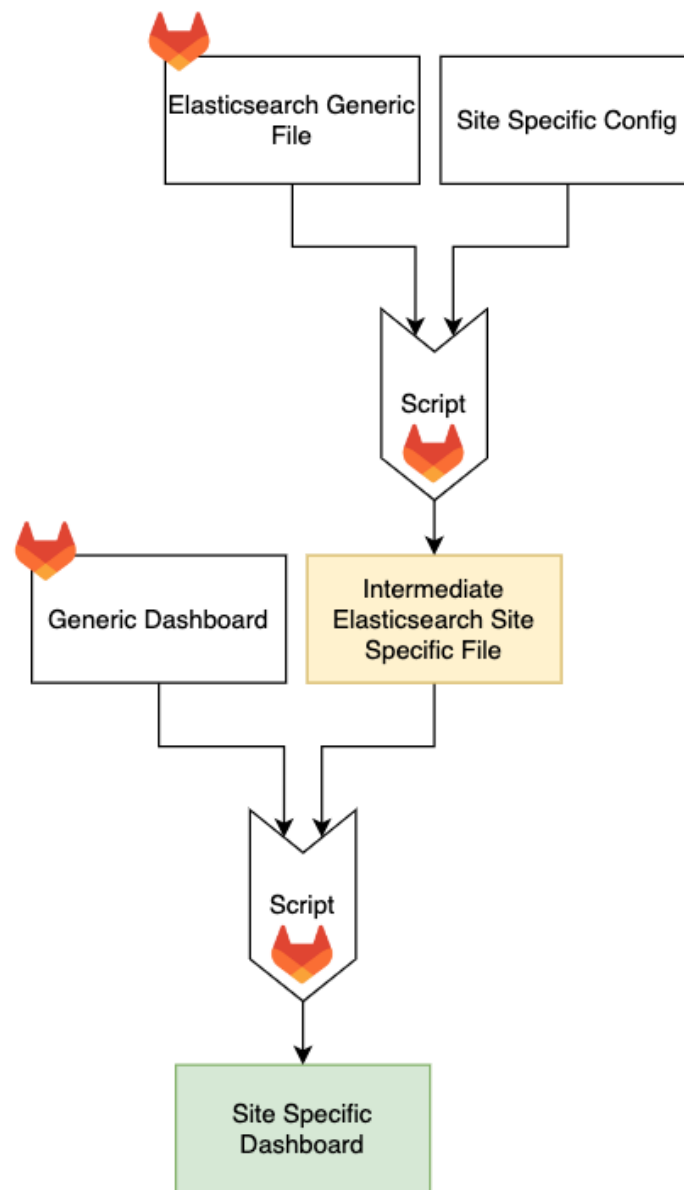 Elasticsearch Generic
File
Site Specific Config
Script
Generic Dashboard
Intermediate
Elasticsearch Site
Specific File
Script
Site Specific
Dashboard